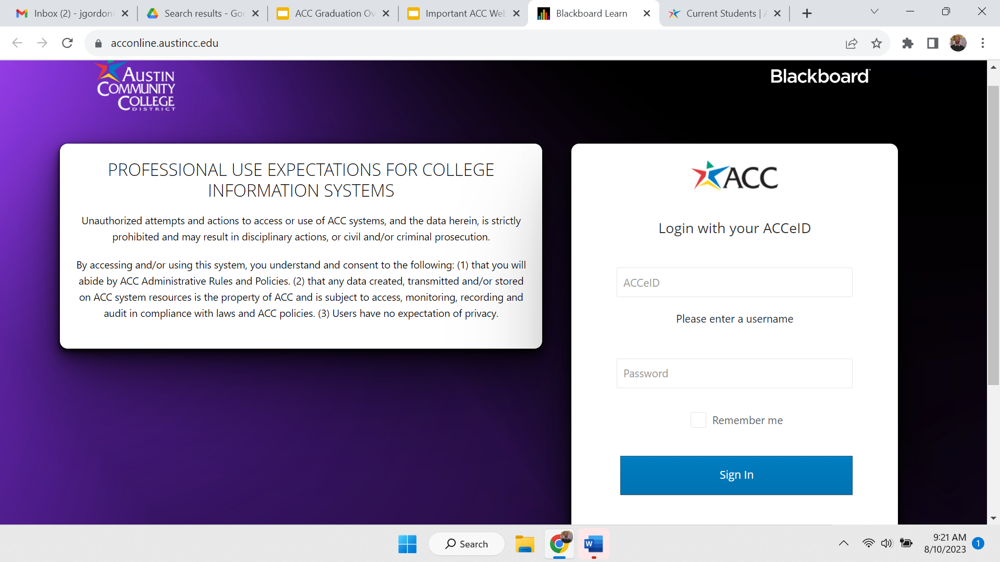 Inbox (2) - jgordon
Search results - Goo
ACC Graduation Ov
Important ACC Web
Blackboard Learn
Current Students | A
acconline.austincc.edu
AUSTIN
COMMUNITY
COLLEGE
DISTRICT
Blackboard
PROFESSIONAL USE EXPECTATIONS FOR COLLEGE
INFORMATION SYSTEMS
Unauthorized attempts and actions to access or use of ACC systems, and the data herein, is strictly
prohibited and may result in disciplinary actions, or civil and/or criminal prosecution.
By accessing and/or using this system, you understand and consent to the following: (1) that you will
abide by ACC Administrative Rules and Policies. (2) that any data created, transmitted and/or stored
on ACC system resources is the property of ACC and is subject to access, monitoring, recording and
audit in compliance with laws and ACC policies. (3) Users have no expectation of privacy.
ACC
Login with your ACCeID
ACCeID
Please enter a username
Password
Remember me
Sign In
Search
W
9:21 AM
8/10/2023
1